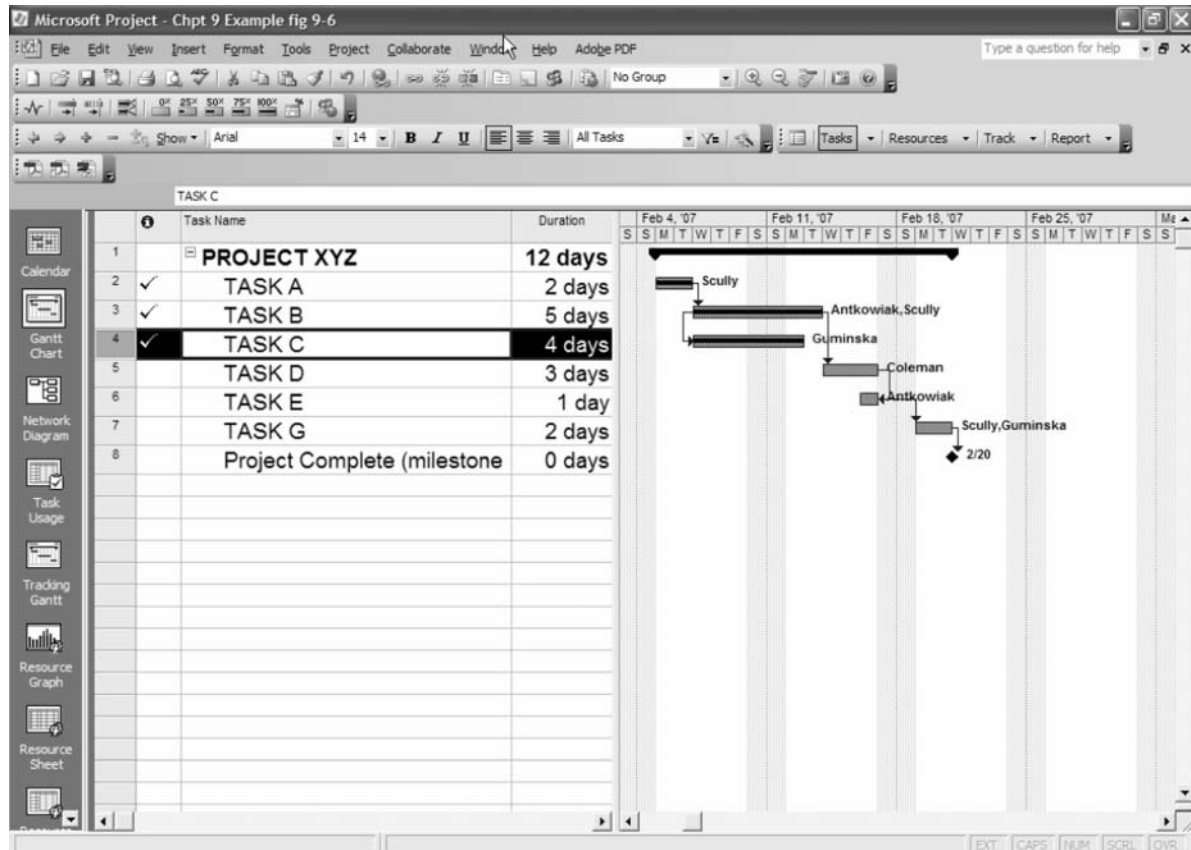 Microsoft Project - Chpt 9 Example fig 9-6
File Edit View Insert Format Tools Project Collaborate Window Help Adobe PDF Type a question for help
No Group
0% 25% 50% 75% 100%
Show Arial 14 B I U All Tasks Tasks Resources Track Report
TASK C
Task Name Duration Feb 4, '07 Feb 11, '07 Feb 18, '07 Feb 25, '07
S S M T W T F S S M T W T F S S M T W T F S S M T W T F S S
1 PROJECT XYZ 12 days
2 TASK A 2 days Scully
3 TASK B 5 days Antkowiak,Scully
4 TASK C 4 days Guminska
5 TASK D 3 days Coleman
6 TASK E 1 day Antkowiak
7 TASK G 2 days Scully,Guminska
8 Project Complete (milestone 0 days 2/20
Calendar
Gantt
Chart
Network
Diagram
Task
Usage
Tracking
Gantt
Resource
Graph
Resource
Sheet
EXT CAPS NUM SCRL OVR